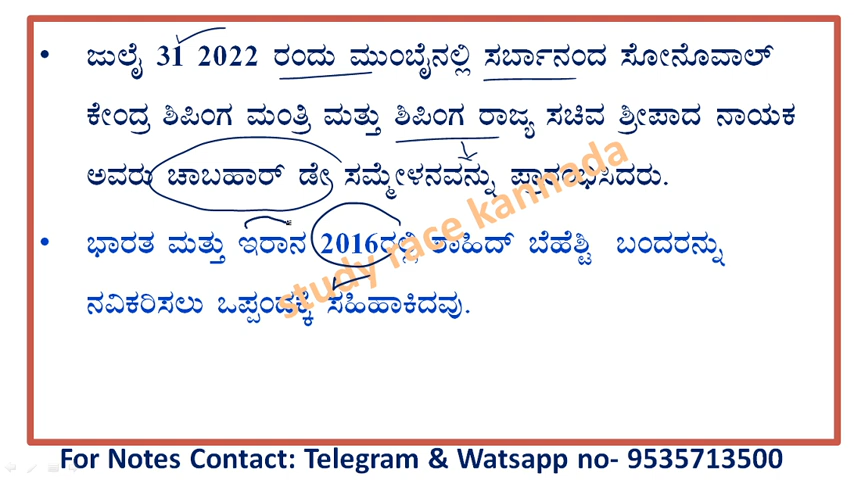 • ಜುಲೈ 31 2022 ರಂದು ಮುಂಬೈನಲ್ಲಿ ಸರ್ಬಾನಂದ ಸೋನೊವಾಲ್
ಕೇಂದ್ರ ಶಿಪಿಂಗ ಮಂತ್ರಿ ಮತ್ತು ಶಿಪಿಂಗ ರಾಜ್ಯ ಸಚಿವ ಶ್ರೀಪಾದ ನಾಯಕ
ಅವರು ಚಾಬಹಾರ್ ಡೇ ಸಮ್ಮೇಳನವನ್ನು ಪ್ರಾರಂಭಿಸಿದರು.
• ಭಾರತ ಮತ್ತು ಇರಾನ 2016ರಲ್ಲಿ ಶಾಹಿದ್ ಬೆಹೆಶ್ಟಿ ಬಂದರನ್ನು
ನವಿಕರಿಸಲು ಒಪ್ಪಂದಕ್ಕೆ ಸಹಿಹಾಕಿದವು.
study race kannada
For Notes Contact: Telegram & Watsapp no- 9535713500